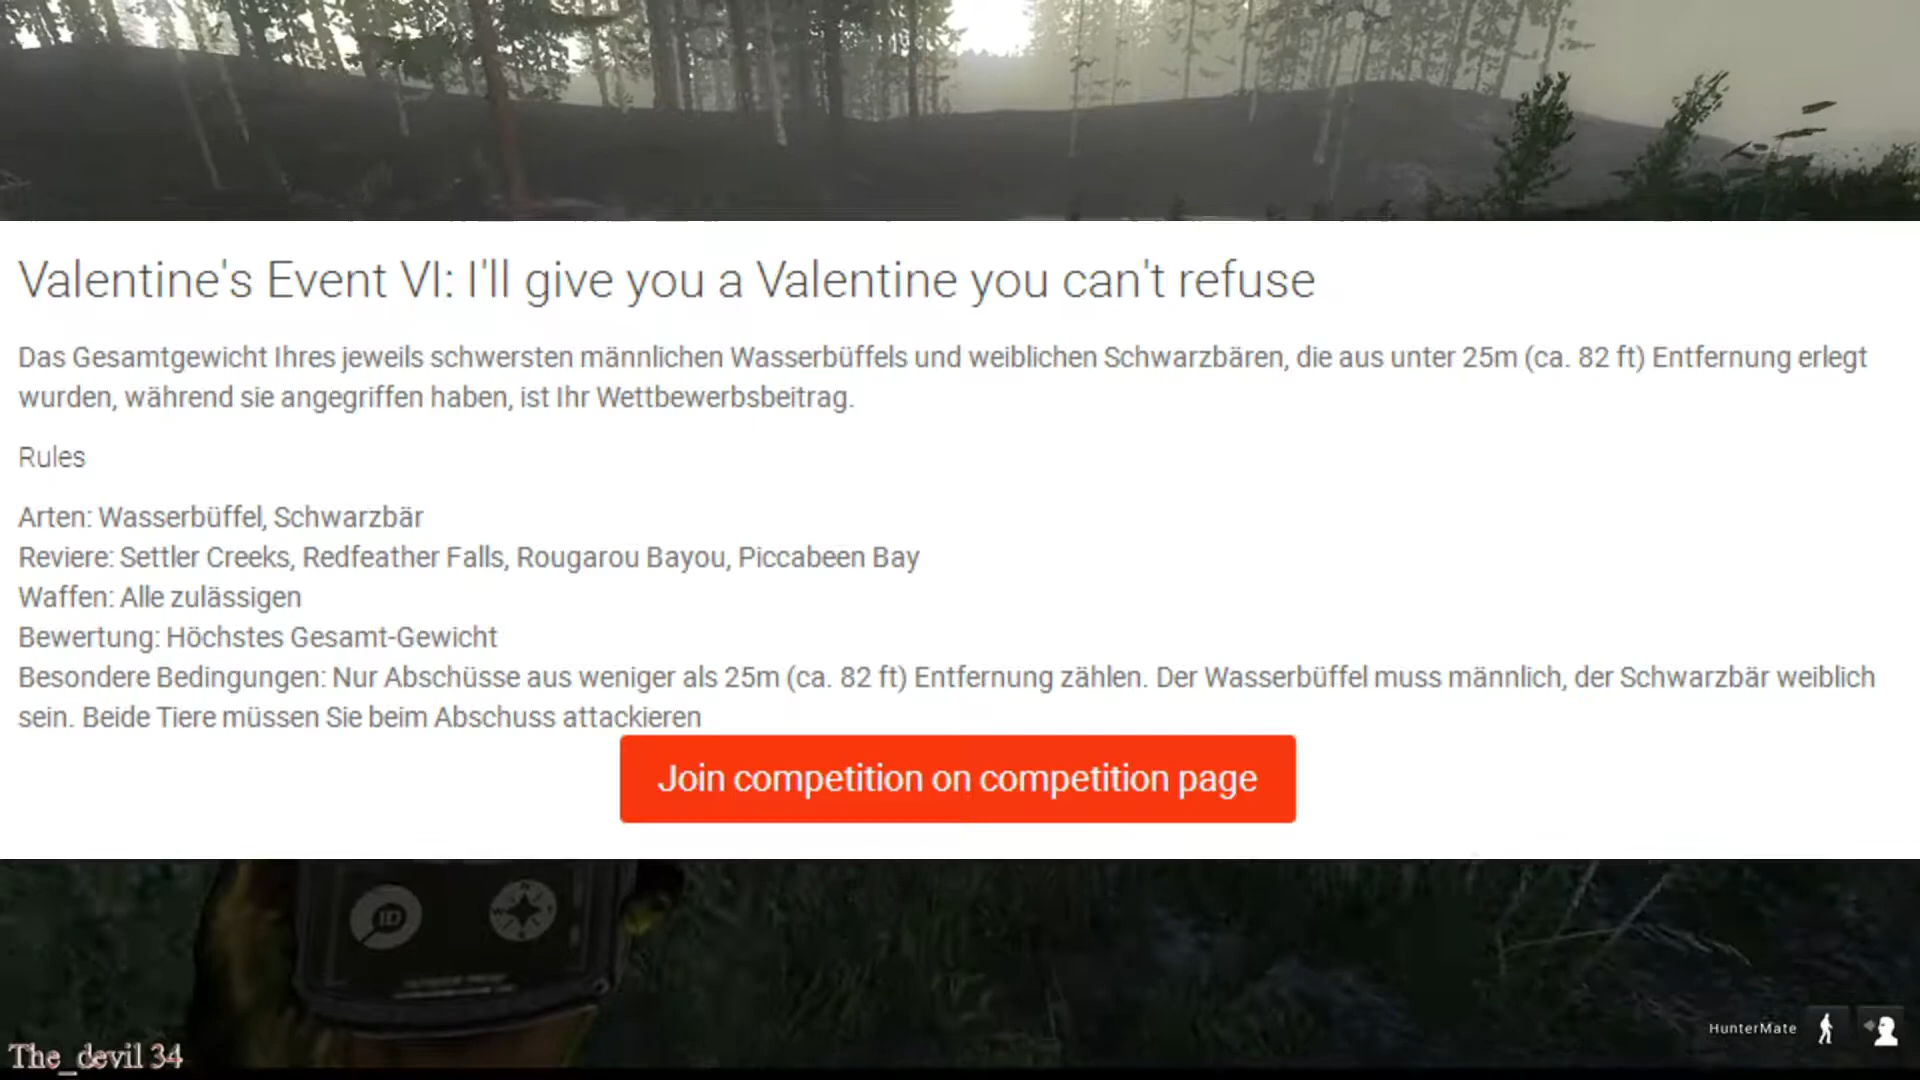 Valentine's Event VI: I'll give you a Valentine you can't refuse
Das Gesamtgewicht Ihres jeweils schwersten männlichen Wasserbüffels und weiblichen Schwarzbären, die aus unter 25m (ca. 82 ft) Entfernung erlegt
wurden, während sie angegriffen haben, ist Ihr Wettbewerbsbeitrag.
Rules
Arten: Wasserbüffel, Schwarzbär
Reviere: Settler Creeks, Redfeather Falls, Rougarou Bayou, Piccabeen Bay
Waffen: Alle zulässigen
Bewertung: Höchstes Gesamt-Gewicht
Besondere Bedingungen: Nur Abschüsse aus weniger als 25m (ca. 82 ft) Entfernung zählen. Der Wasserbüffel muss männlich, der Schwarzbär weiblich
sein. Beide Tiere müssen Sie beim Abschuss attackieren
Join competition on competition page
ID
HunterMate
The_devil 34